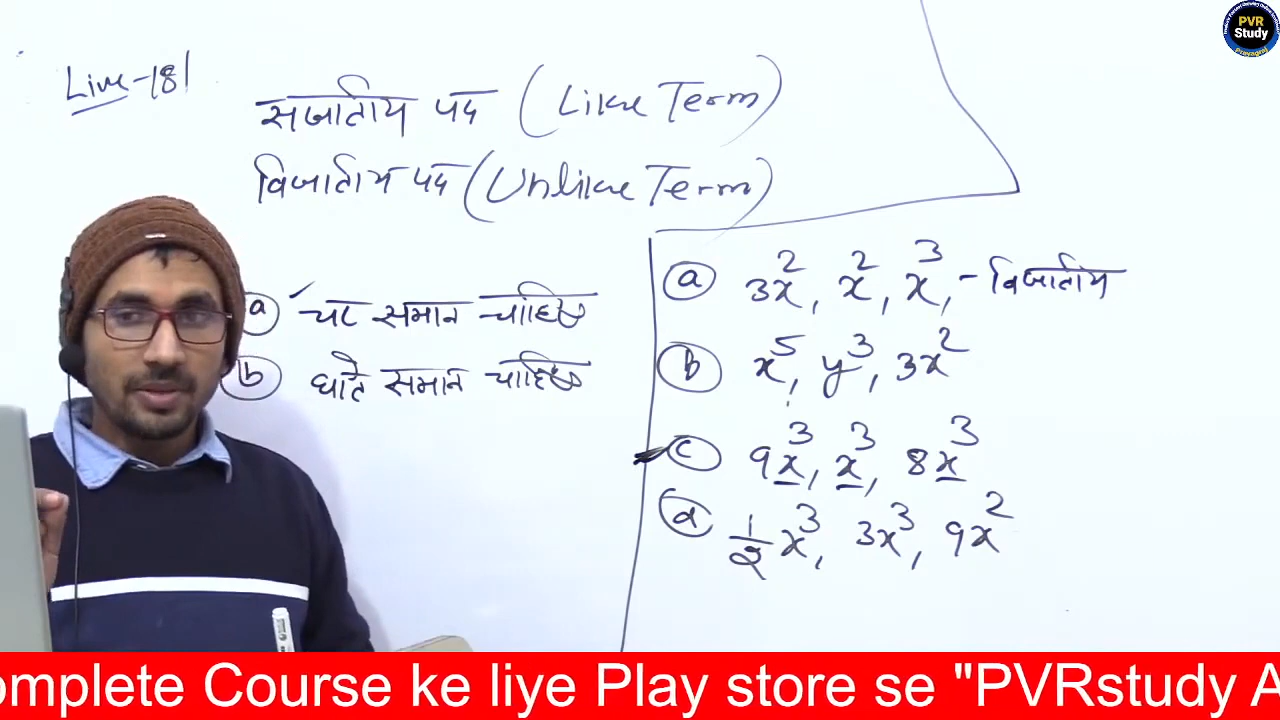 Live-181
सजातीय पद (Like Term)
विजातीय पद (Unlike Term)
a चर समान चाहिए
b घाते समान चाहिए
a 3x², x², x³, - विजातीय
b x⁵, y³, 3x²
c 9x³, x³, 8x³
d 1/2 x³, 3x³, 9x²
PVR
Study
Prayagraj
omplete Course ke liye Play store se "PVRstudy A